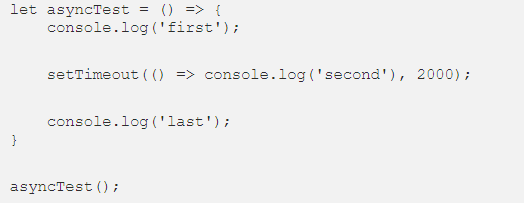 let asyncTest = () => {
    console.log('first');
    setTimeout(() => console.log('second'), 2000);
    console.log('last');
}
asyncTest();